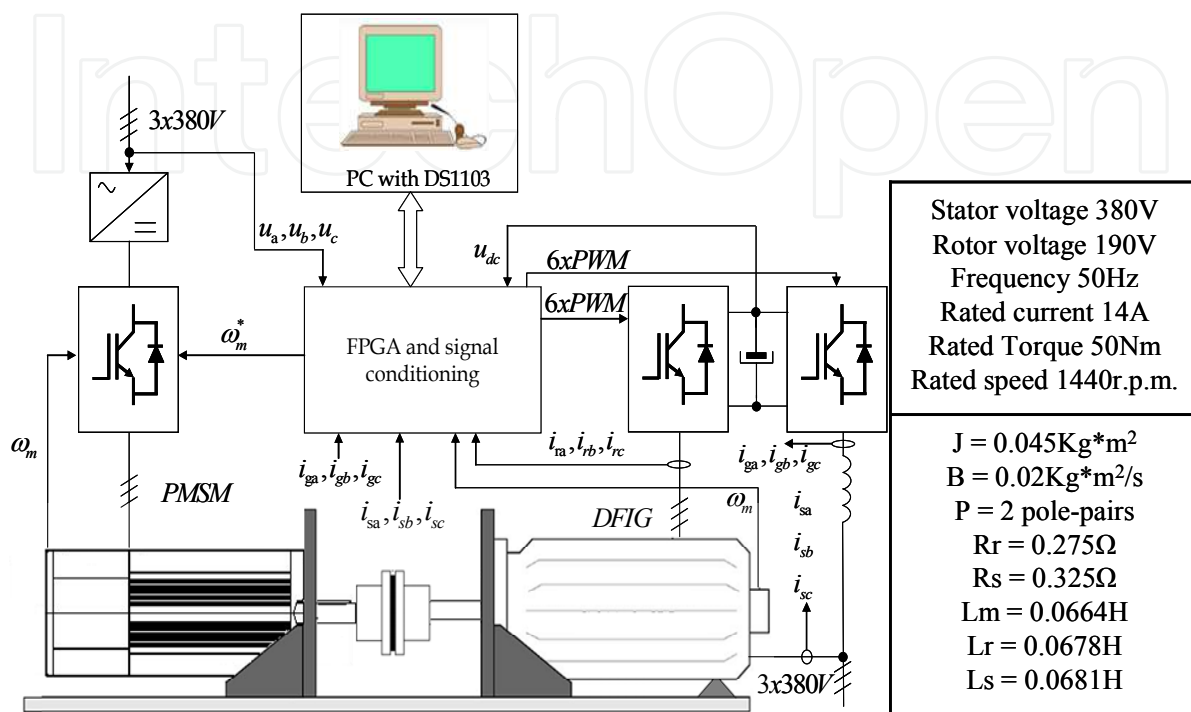 IntechOpen
3x380V
PC with DS1103
u_a, u_b, u_c
u_dc
6xPWM
6xPWM
ω*_m
FPGA and signal
conditioning
ω_m
i_ra, i_rb, i_rc
i_ga, i_gb, i_gc
i_sa, i_sb, i_sc
PMSM
DFIG
ω_m
i_ga, i_gb, i_gc
i_sa
i_sb
i_sc
3x380V
Stator voltage 380V
Rotor voltage 190V
Frequency 50Hz
Rated current 14A
Rated Torque 50Nm
Rated speed 1440r.p.m.
J = 0.045Kg*m²
B = 0.02Kg*m²/s
P = 2 pole-pairs
Rr = 0.275Ω
Rs = 0.325Ω
Lm = 0.0664H
Lr = 0.0678H
Ls = 0.0681H